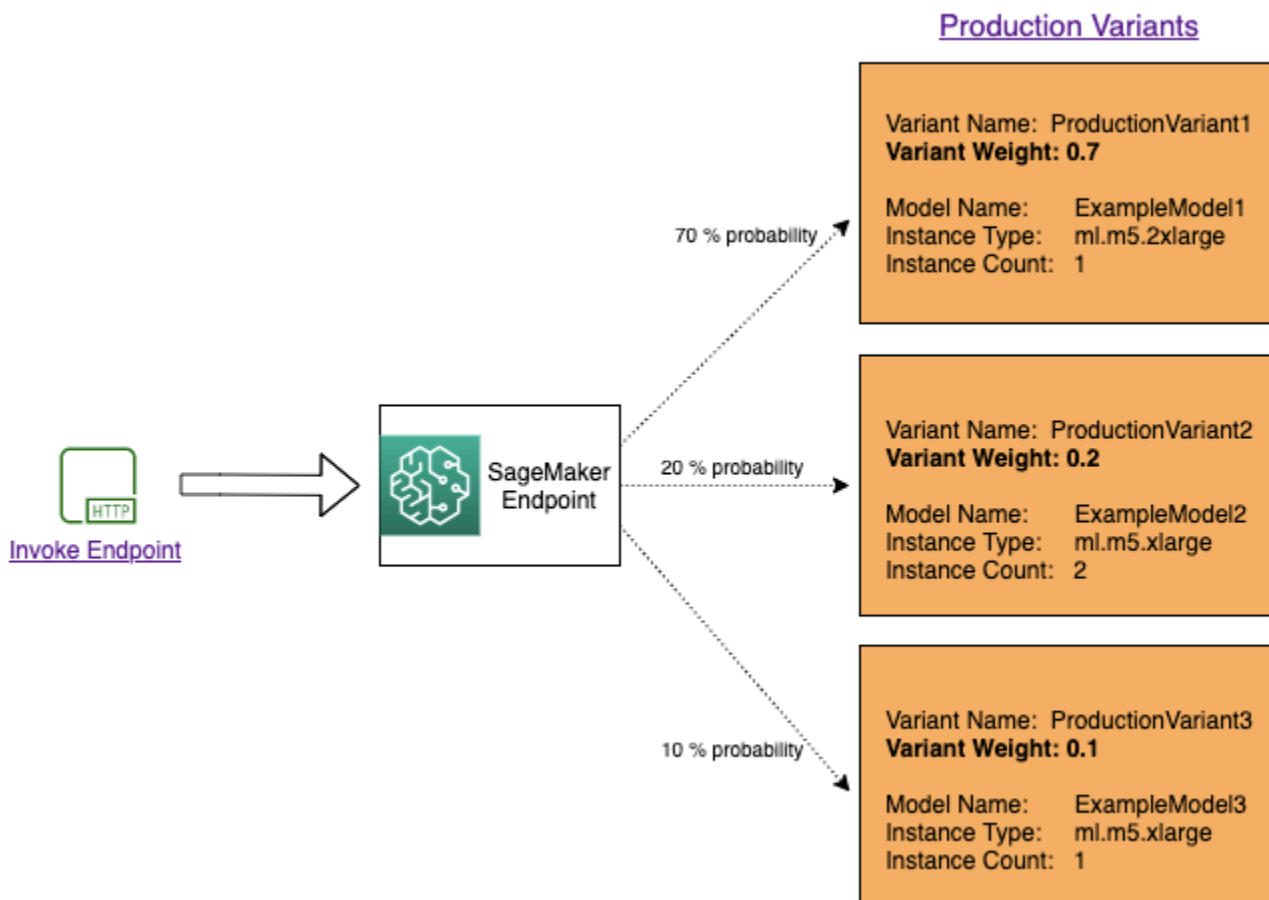 Production Variants
Variant Name: ProductionVariant1
Variant Weight: 0.7
Model Name: ExampleModel1
Instance Type: ml.m5.2xlarge
Instance Count: 1
70 % probability
Variant Name: ProductionVariant2
Variant Weight: 0.2
Model Name: ExampleModel2
Instance Type: ml.m5.xlarge
Instance Count: 2
20 % probability
SageMaker
Endpoint
HTTP
Invoke Endpoint
Variant Name: ProductionVariant3
Variant Weight: 0.1
Model Name: ExampleModel3
Instance Type: ml.m5.xlarge
Instance Count: 1
10 % probability